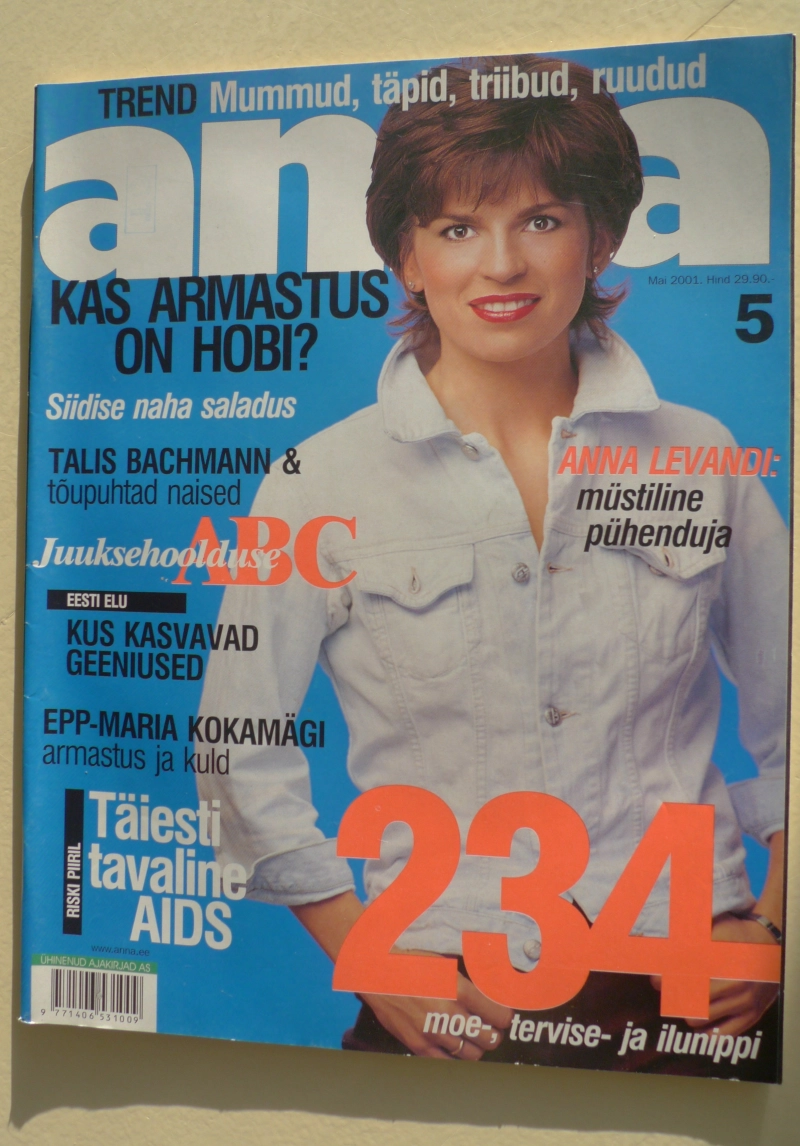 TREND Mummud, täpid, triibud, ruudud
anna
Mai 2001. Hind 29.90.-
5
KAS ARMASTUS
ON HOBI?
Siidise naha saladus
TALIS BACHMANN &
tõupuhtad naised
ANNA LEVANDI:
müstiline
pühenduja
Juuksehoolduse ABC
EESTI ELU
KUS KASVAVAD
GEENIUSED
EPP-MARIA KOKAMÄGI
armastus ja kuld
RISKI PIIRIL
Täiesti
tavaline
AIDS
www.anna.ee
ÜHINENUD AJAKIRJAD AS
9 771406 531009
234
moe-, tervise- ja ilunippi